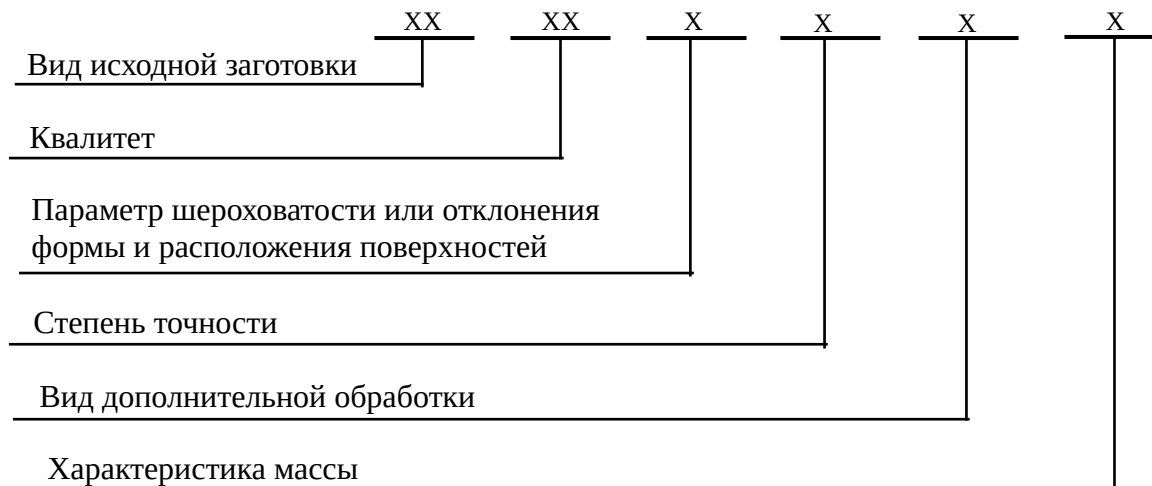 XX XX X X X X
Вид исходной заготовки
Квалитет
Параметр шероховатости или отклонения
формы и расположения поверхностей
Степень точности
Вид дополнительной обработки
Характеристика массы